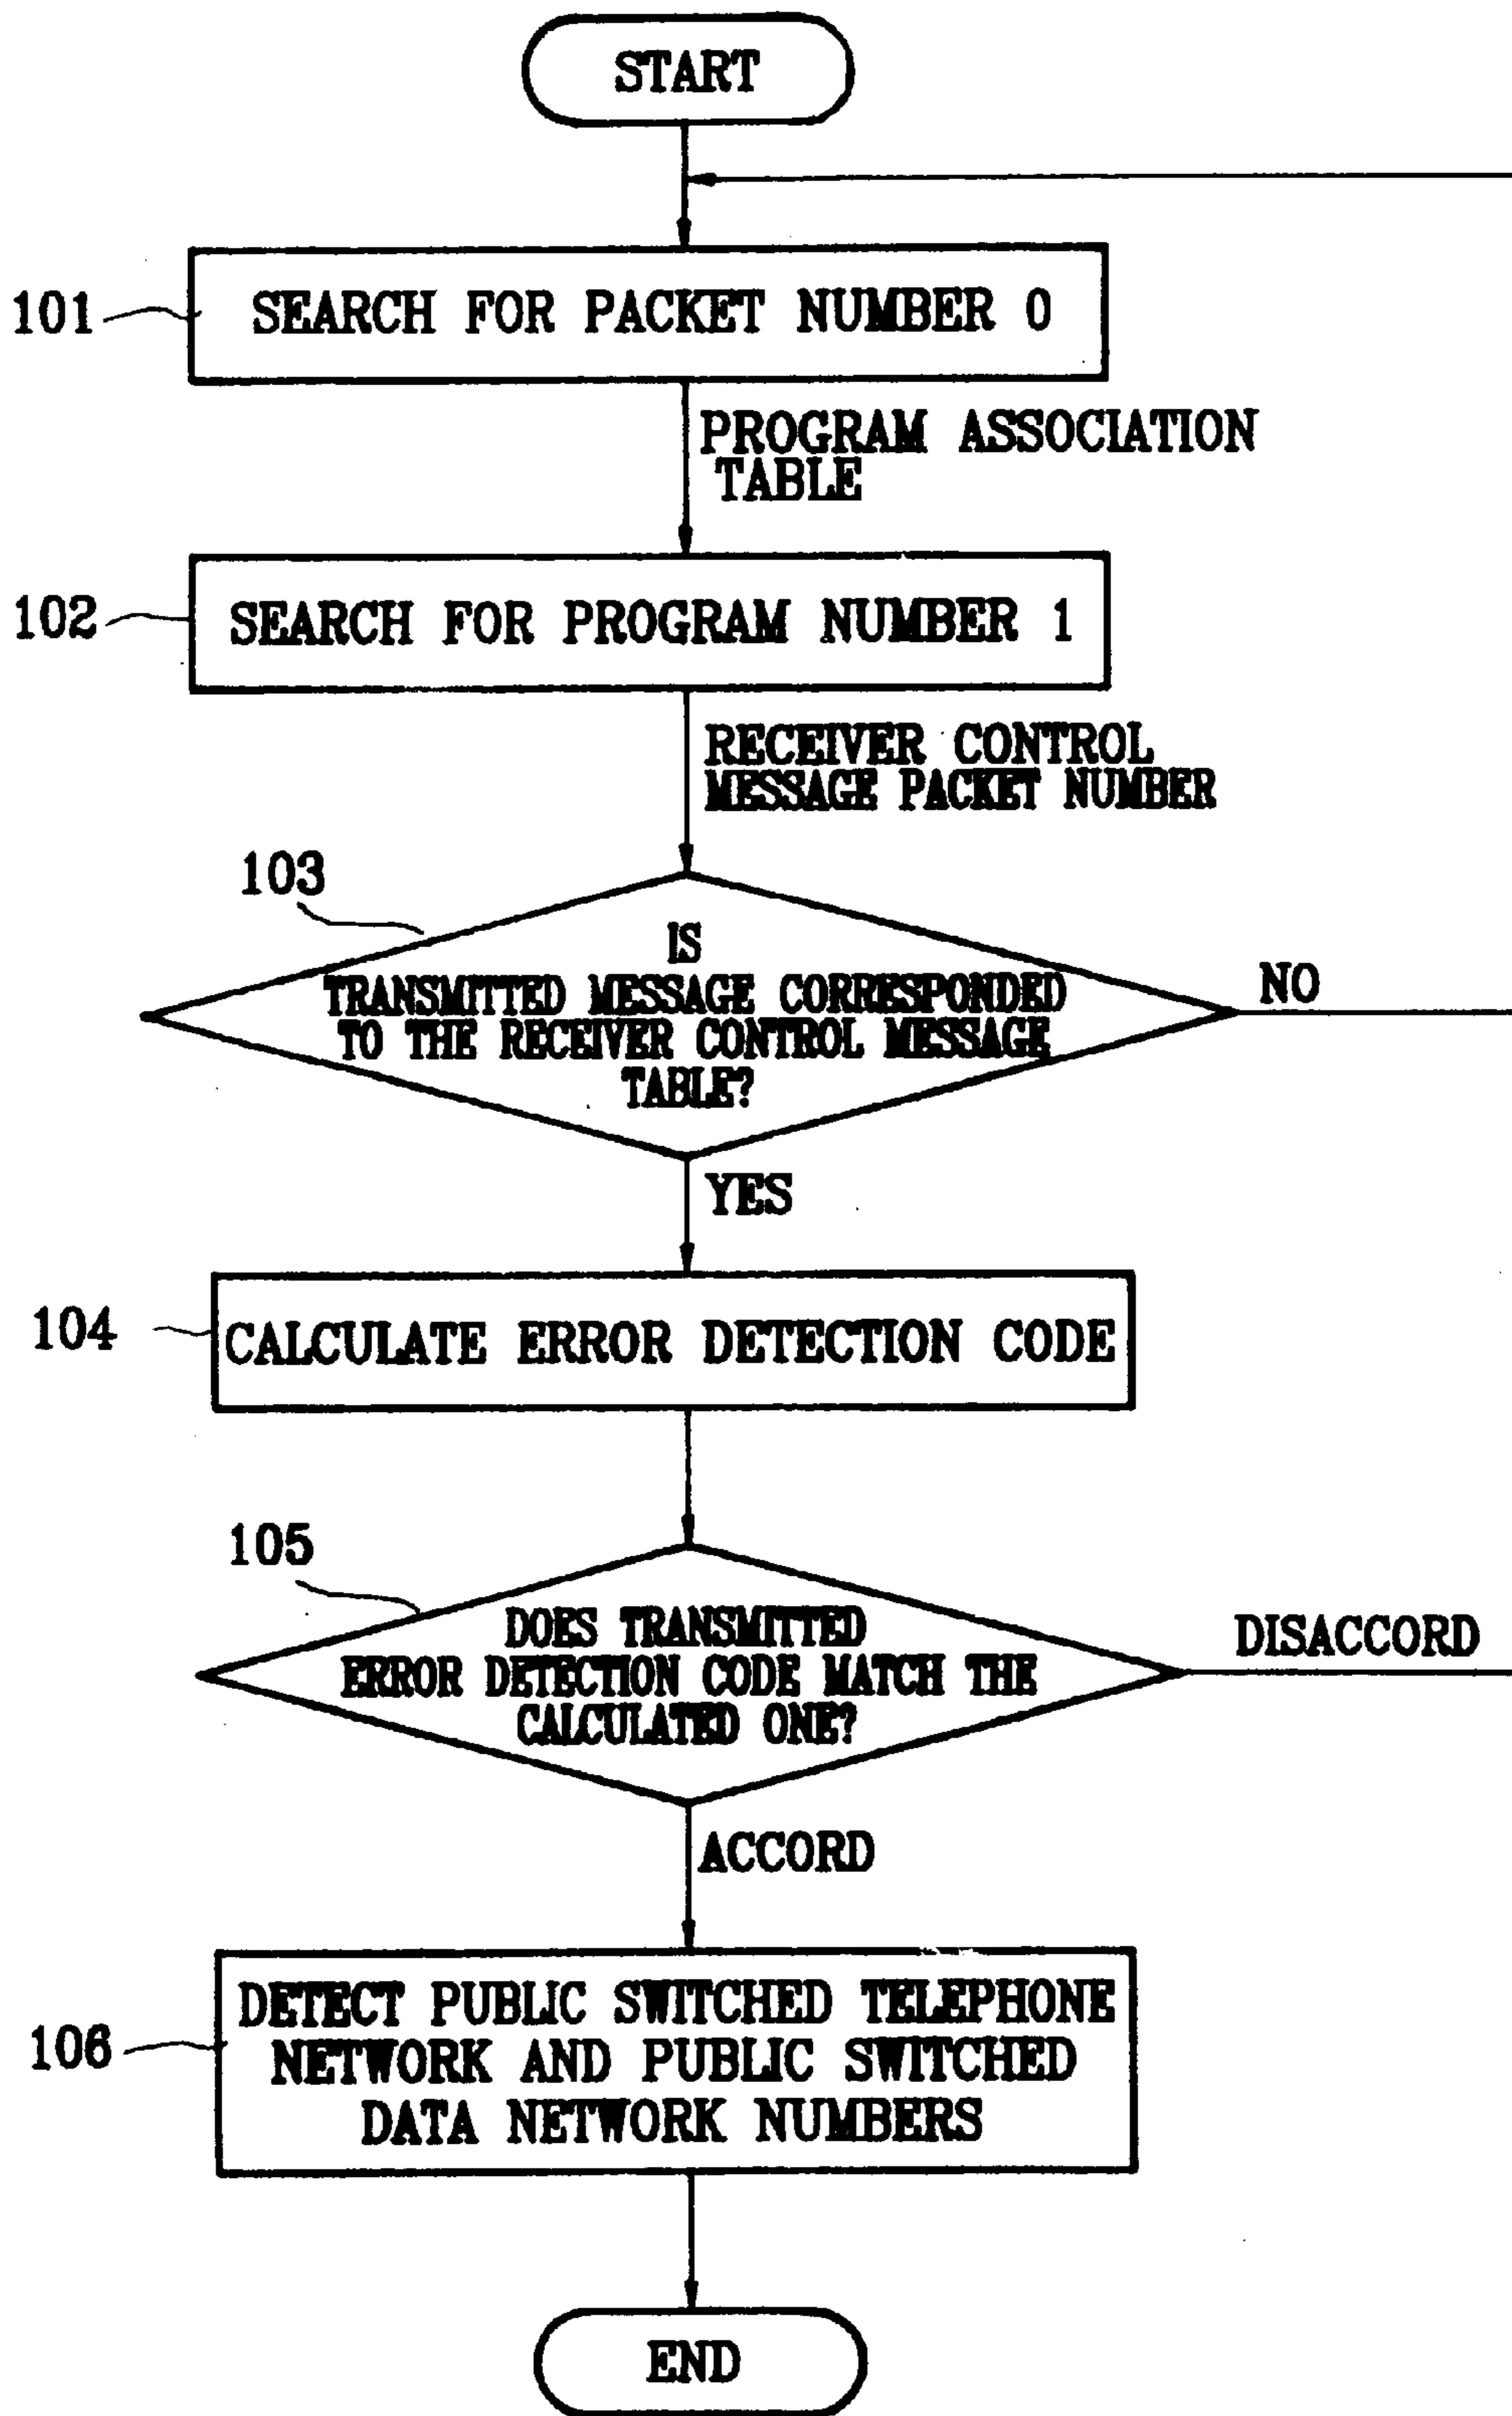 START
101
SEARCH FOR PACKET NUMBER 0
PROGRAM ASSOCIATION
TABLE
102
SEARCH FOR PROGRAM NUMBER 1
RECEIVER CONTROL
MESSAGE PACKET NUMBER
103
IS
TRANSMITTED MESSAGE CORRESPONDED
TO THE RECEIVER CONTROL MESSAGE
TABLE?
NO
YES
104
CALCULATE ERROR DETECTION CODE
105
DOES TRANSMITTED
ERROR DETECTION CODE MATCH THE
CALCULATED ONE?
DISACCORD
ACCORD
106
DETECT PUBLIC SWITCHED TELEPHONE
NETWORK AND PUBLIC SWITCHED
DATA NETWORK NUMBERS
END